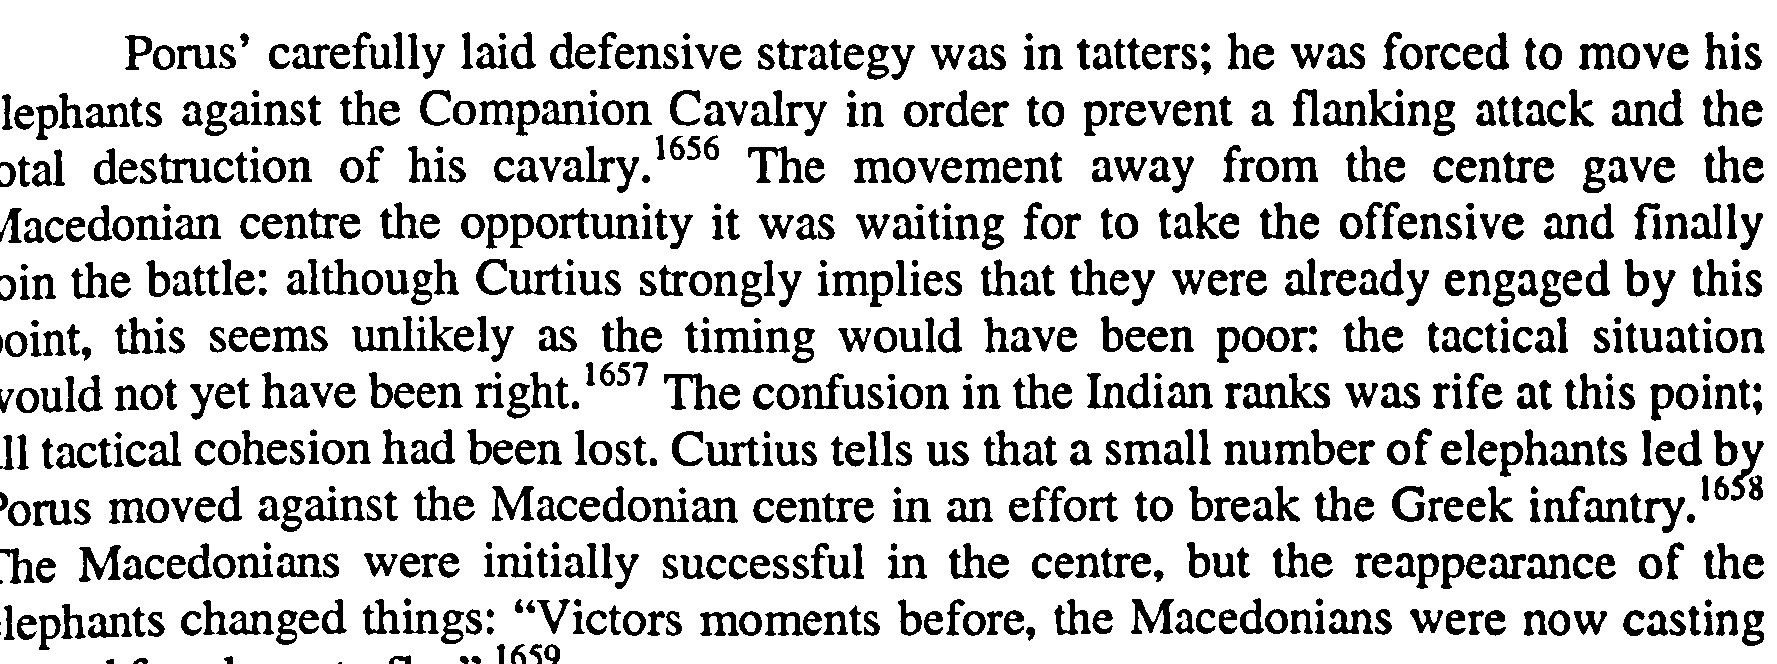 Porus’ carefully laid defensive strategy was in tatters; he was forced to move his
lephants against the Companion Cavalry in order to prevent a flanking attack and the
otal destruction of his cavalry.1656 The movement away from the centre gave the
Macedonian centre the opportunity it was waiting for to take the offensive and finally
oin the battle: although Curtius strongly implies that they were already engaged by this
point, this seems unlikely as the timing would have been poor: the tactical situation
would not yet have been right.1657 The confusion in the Indian ranks was rife at this point;
ll tactical cohesion had been lost. Curtius tells us that a small number of elephants led by
Porus moved against the Macedonian centre in an effort to break the Greek infantry.1658
The Macedonians were initially successful in the centre, but the reappearance of the
lephants changed things: “Victors moments before, the Macedonians were now casting
1659